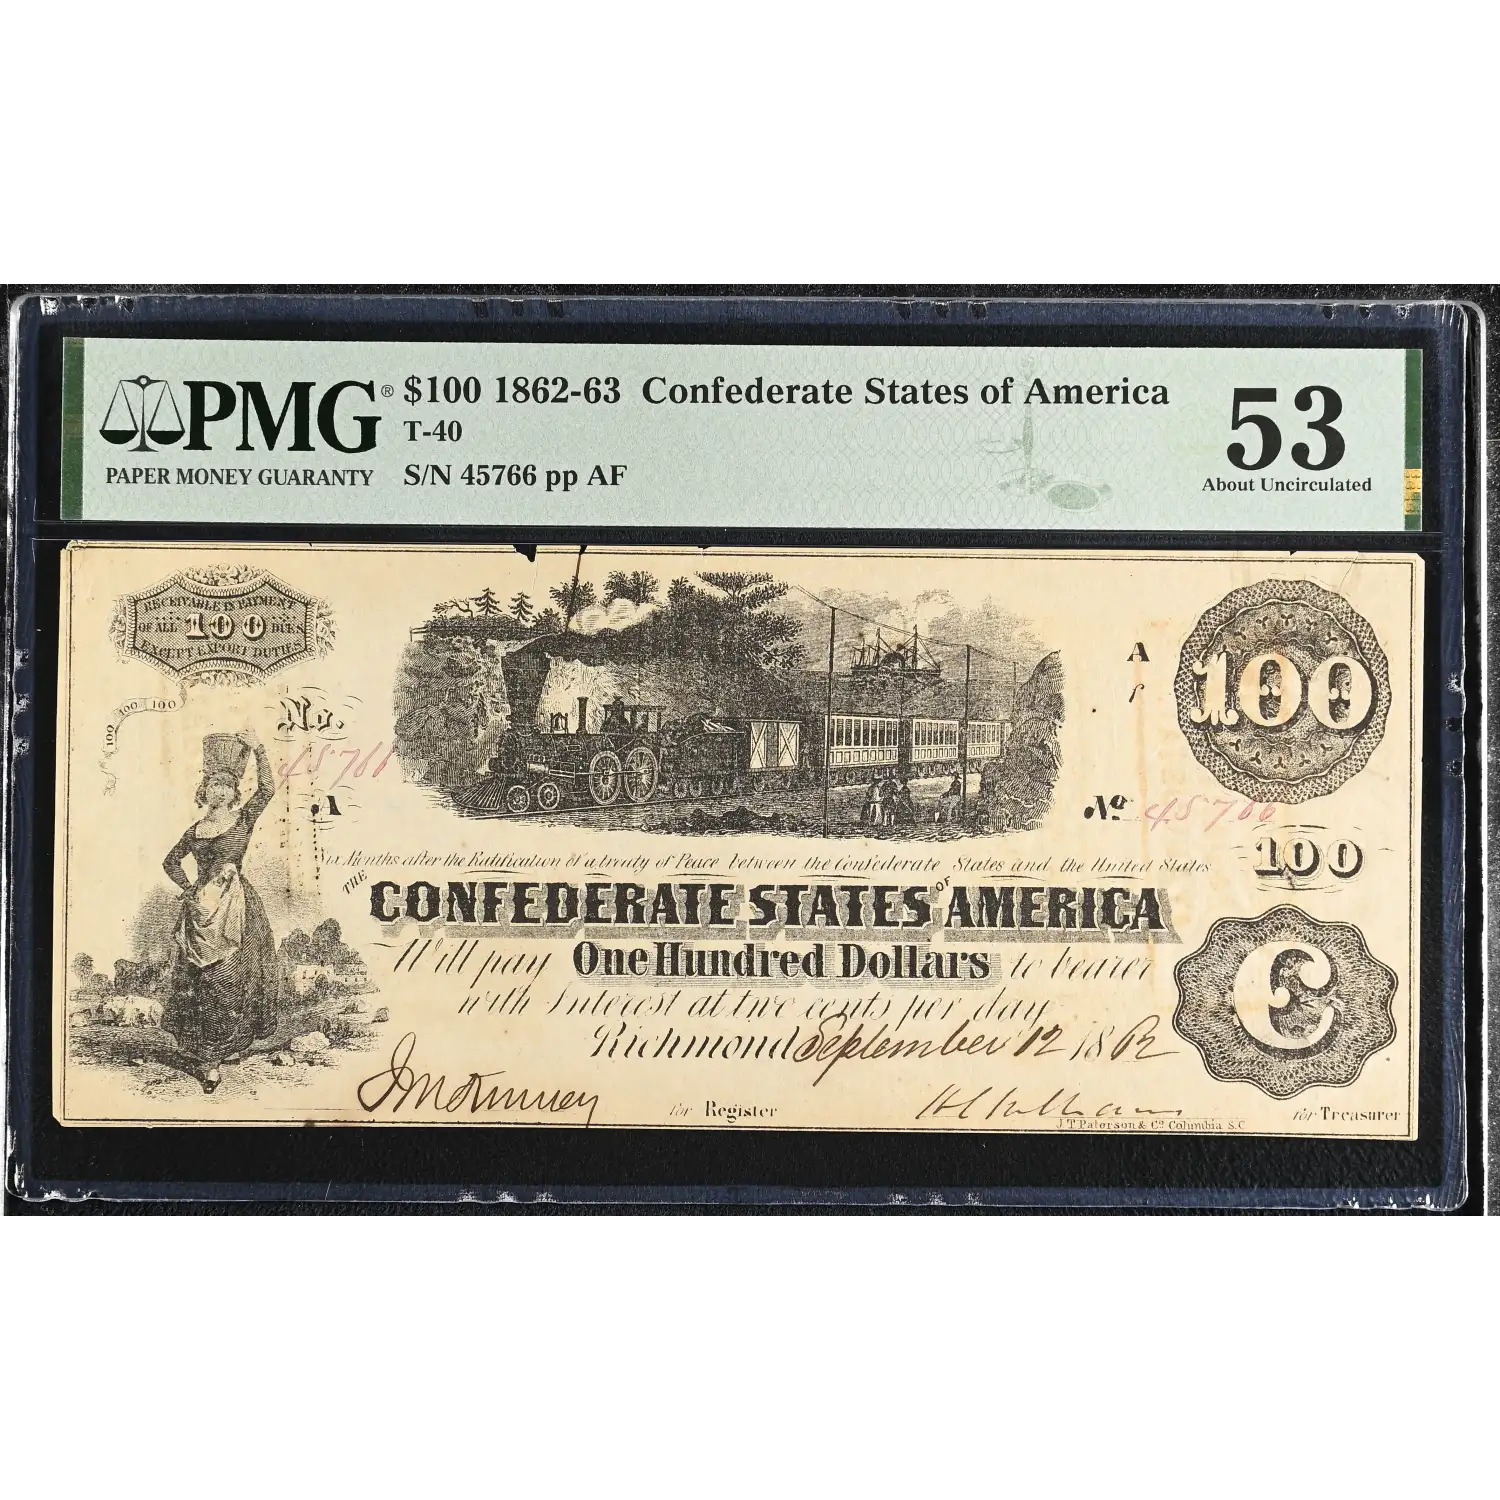 PMG®
PAPER MONEY GUARANTY
$100 1862-63 Confederate States of America
T-40
S/N 45766 pp AF
53
About Uncirculated
RECEIVABLE IN PAYMENT
OF ALL 100 DUES
EXCEPT EXPORT DUTIES
100 100 100
No.
45766
A
A
f
100
No 45766
100
Six Months after the Ratification of a treaty of Peace between the Confederate States and the United States
THE CONFEDERATE STATES OF AMERICA
Will pay One Hundred Dollars to bearer
with Interest at two cents per day
Richmond September 12 1862
C
for Register
for Treasurer
J.T. Paterson & Co Columbia S.C